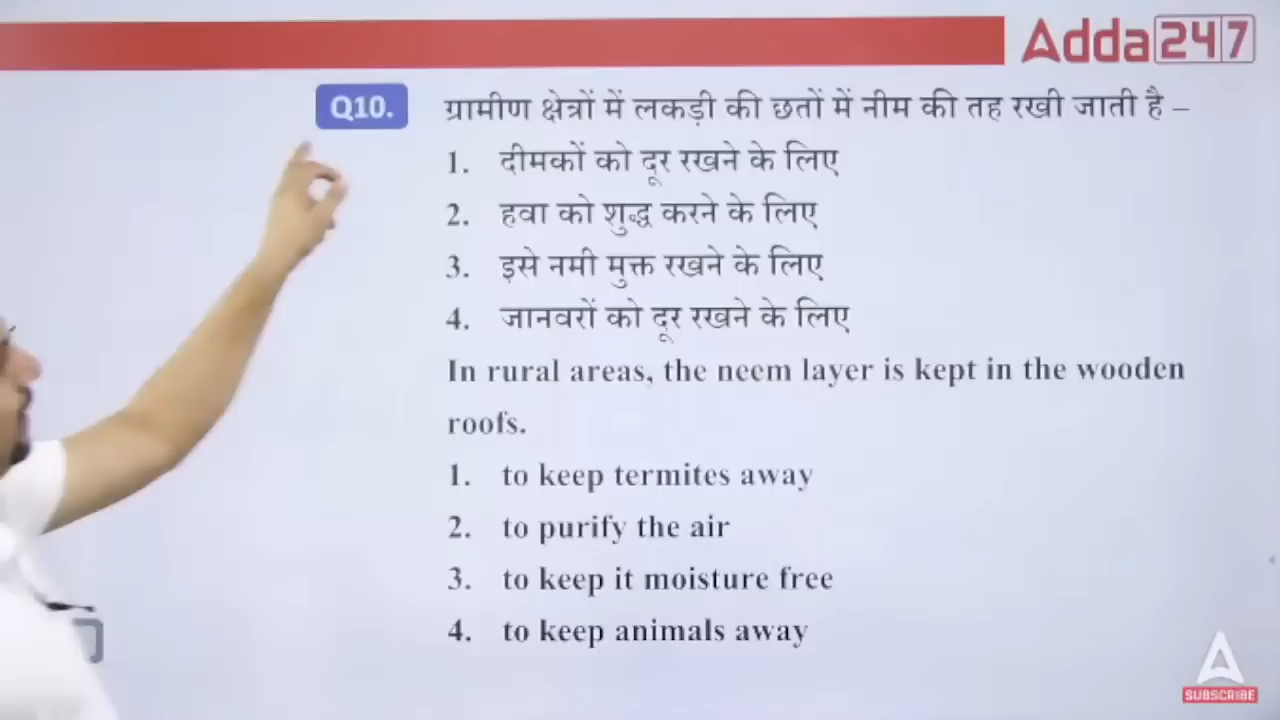 Adda247
Q10. ग्रामीण क्षेत्रों में लकड़ी की छतों में नीम की तह रखी जाती है –
1. दीमकों को दूर रखने के लिए
2. हवा को शुद्ध करने के लिए
3. इसे नमी मुक्त रखने के लिए
4. जानवरों को दूर रखने के लिए
In rural areas, the neem layer is kept in the wooden
roofs.
1. to keep termites away
2. to purify the air
3. to keep it moisture free
4. to keep animals away
SUBSCRIBE